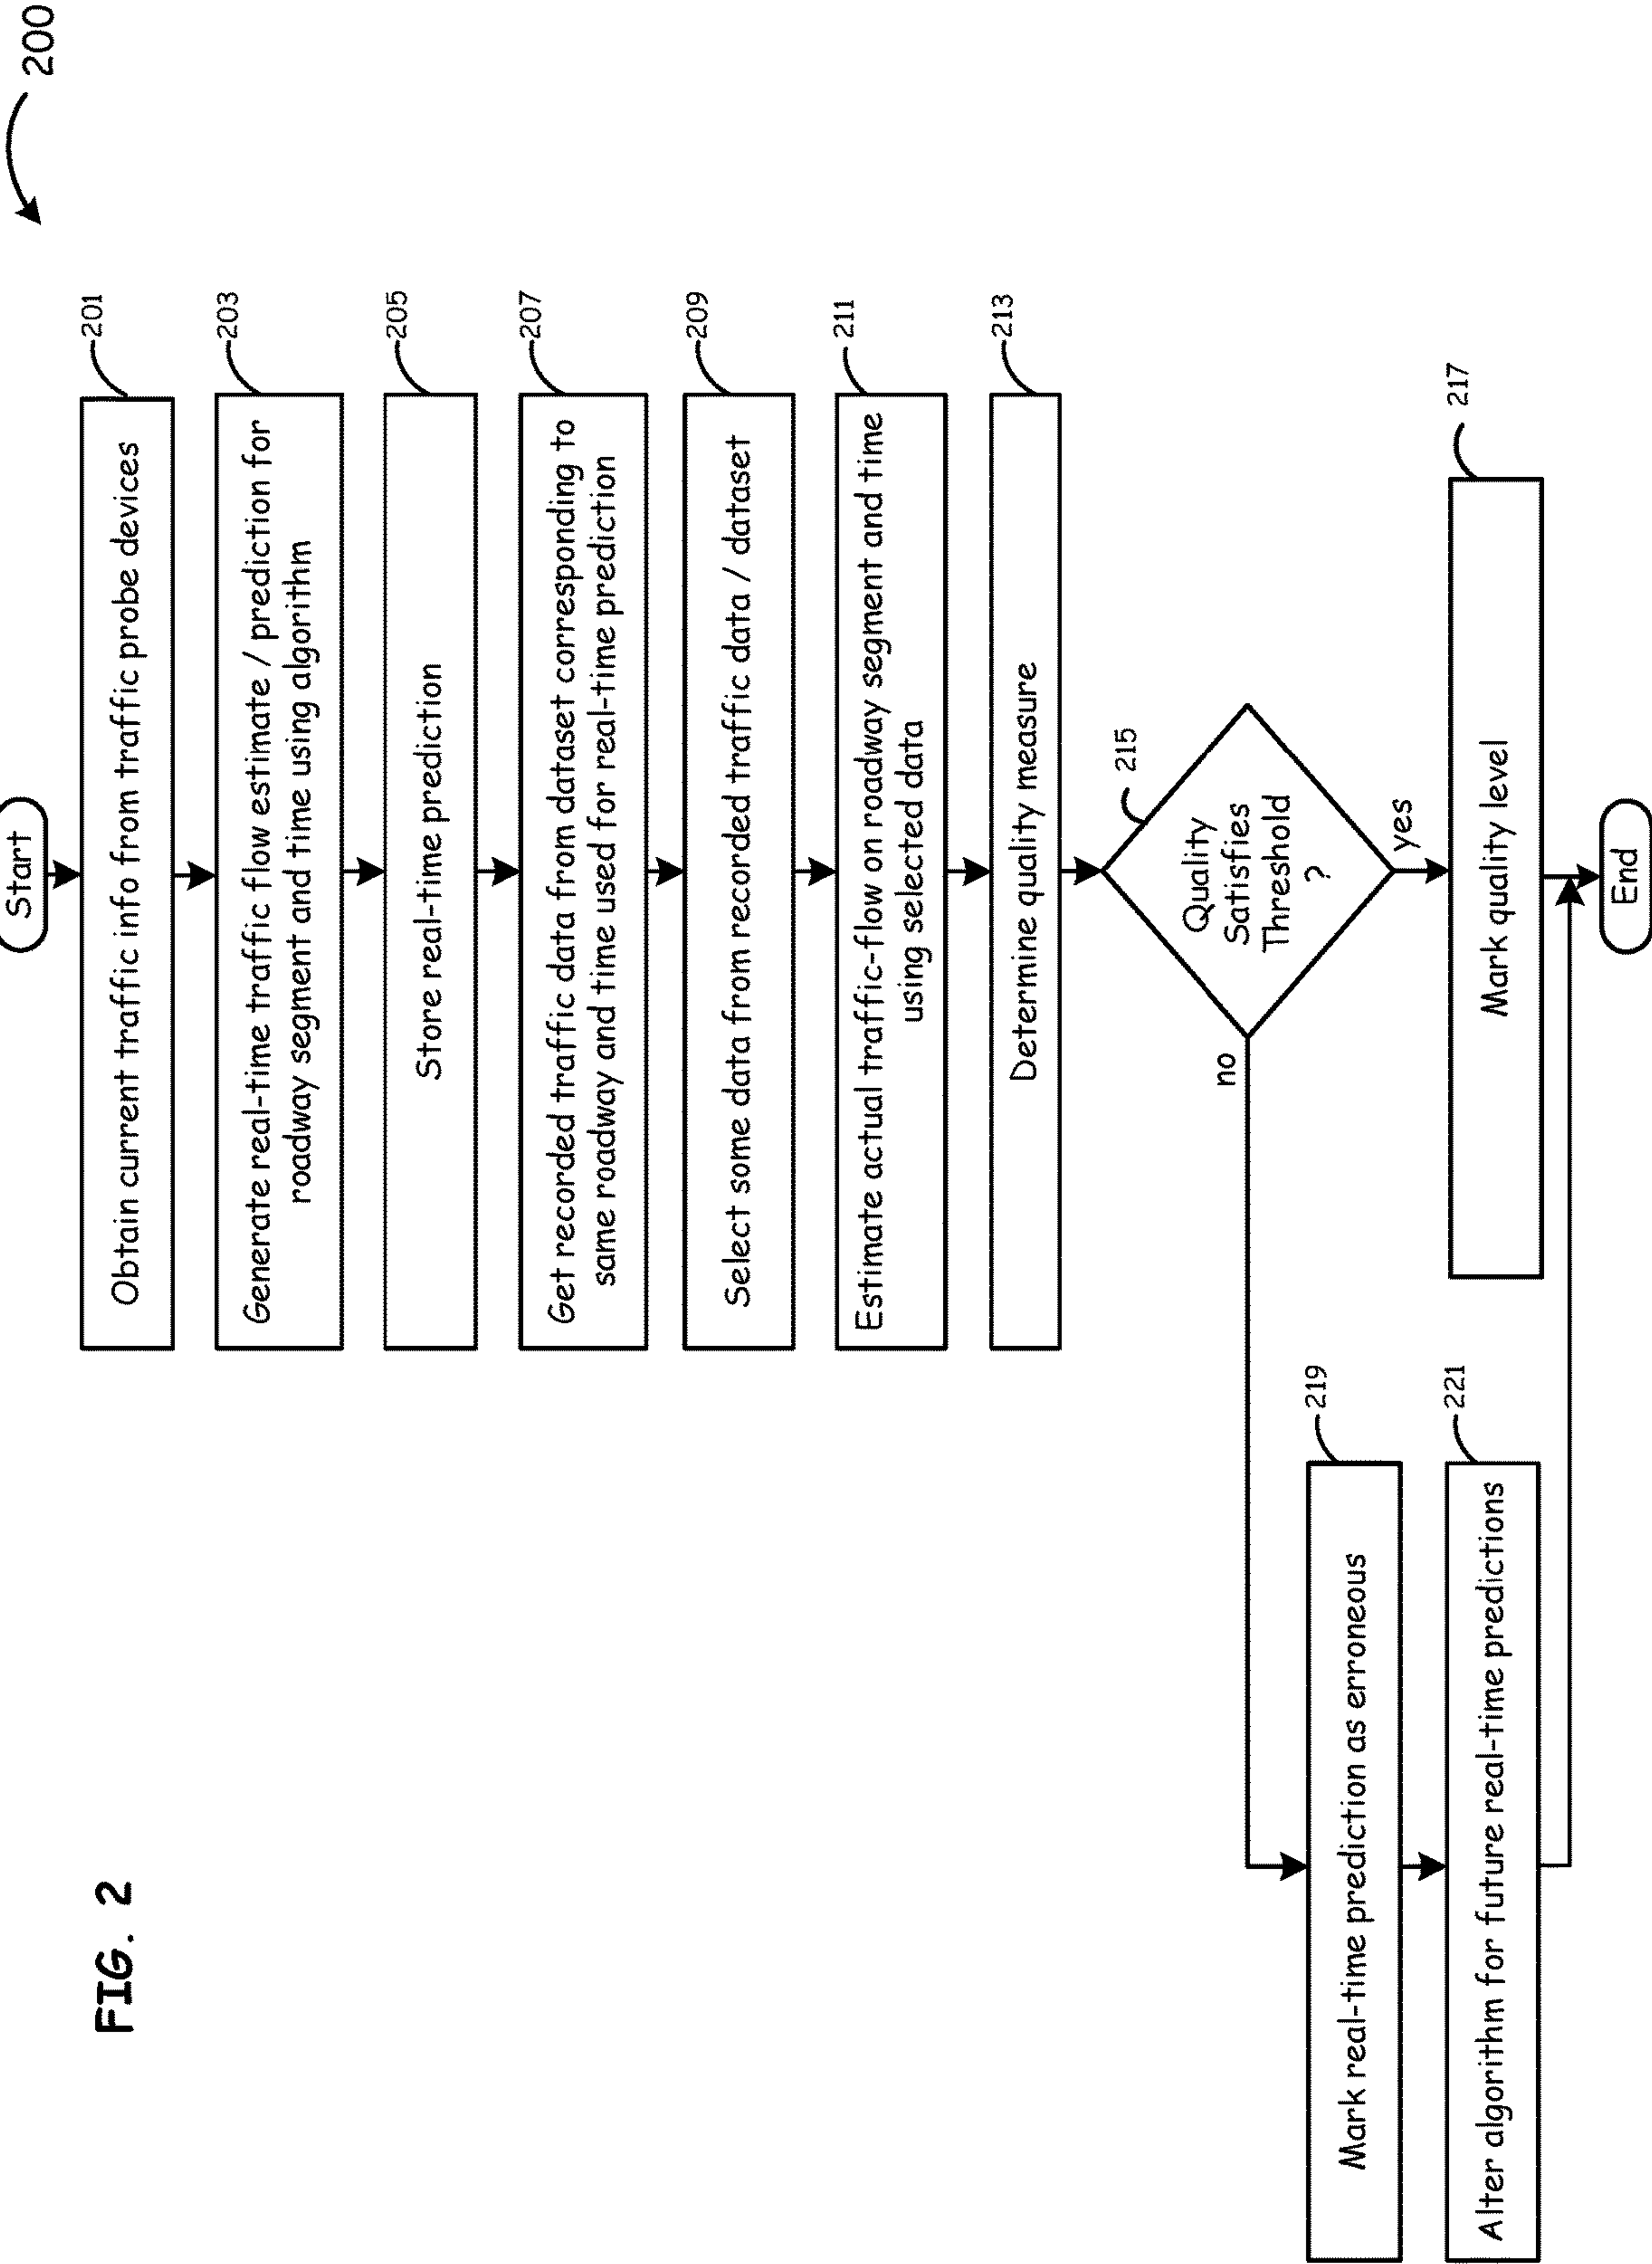 200
FIG. 2
Start
201
Obtain current traffic info from traffic probe devices
203
Generate real-time traffic flow estimate / prediction for
roadway segment and time using algorithm
205
Store real-time prediction
207
Get recorded traffic data from dataset corresponding to
same roadway and time used for real-time prediction
209
Select some data from recorded traffic data / dataset
211
Estimate actual traffic-flow on roadway segment and time
using selected data
213
Determine quality measure
215
Quality
Satisfies
Threshold
?
no
yes
217
Mark quality level
219
Mark real-time prediction as erroneous
221
Alter algorithm for future real-time predictions
End